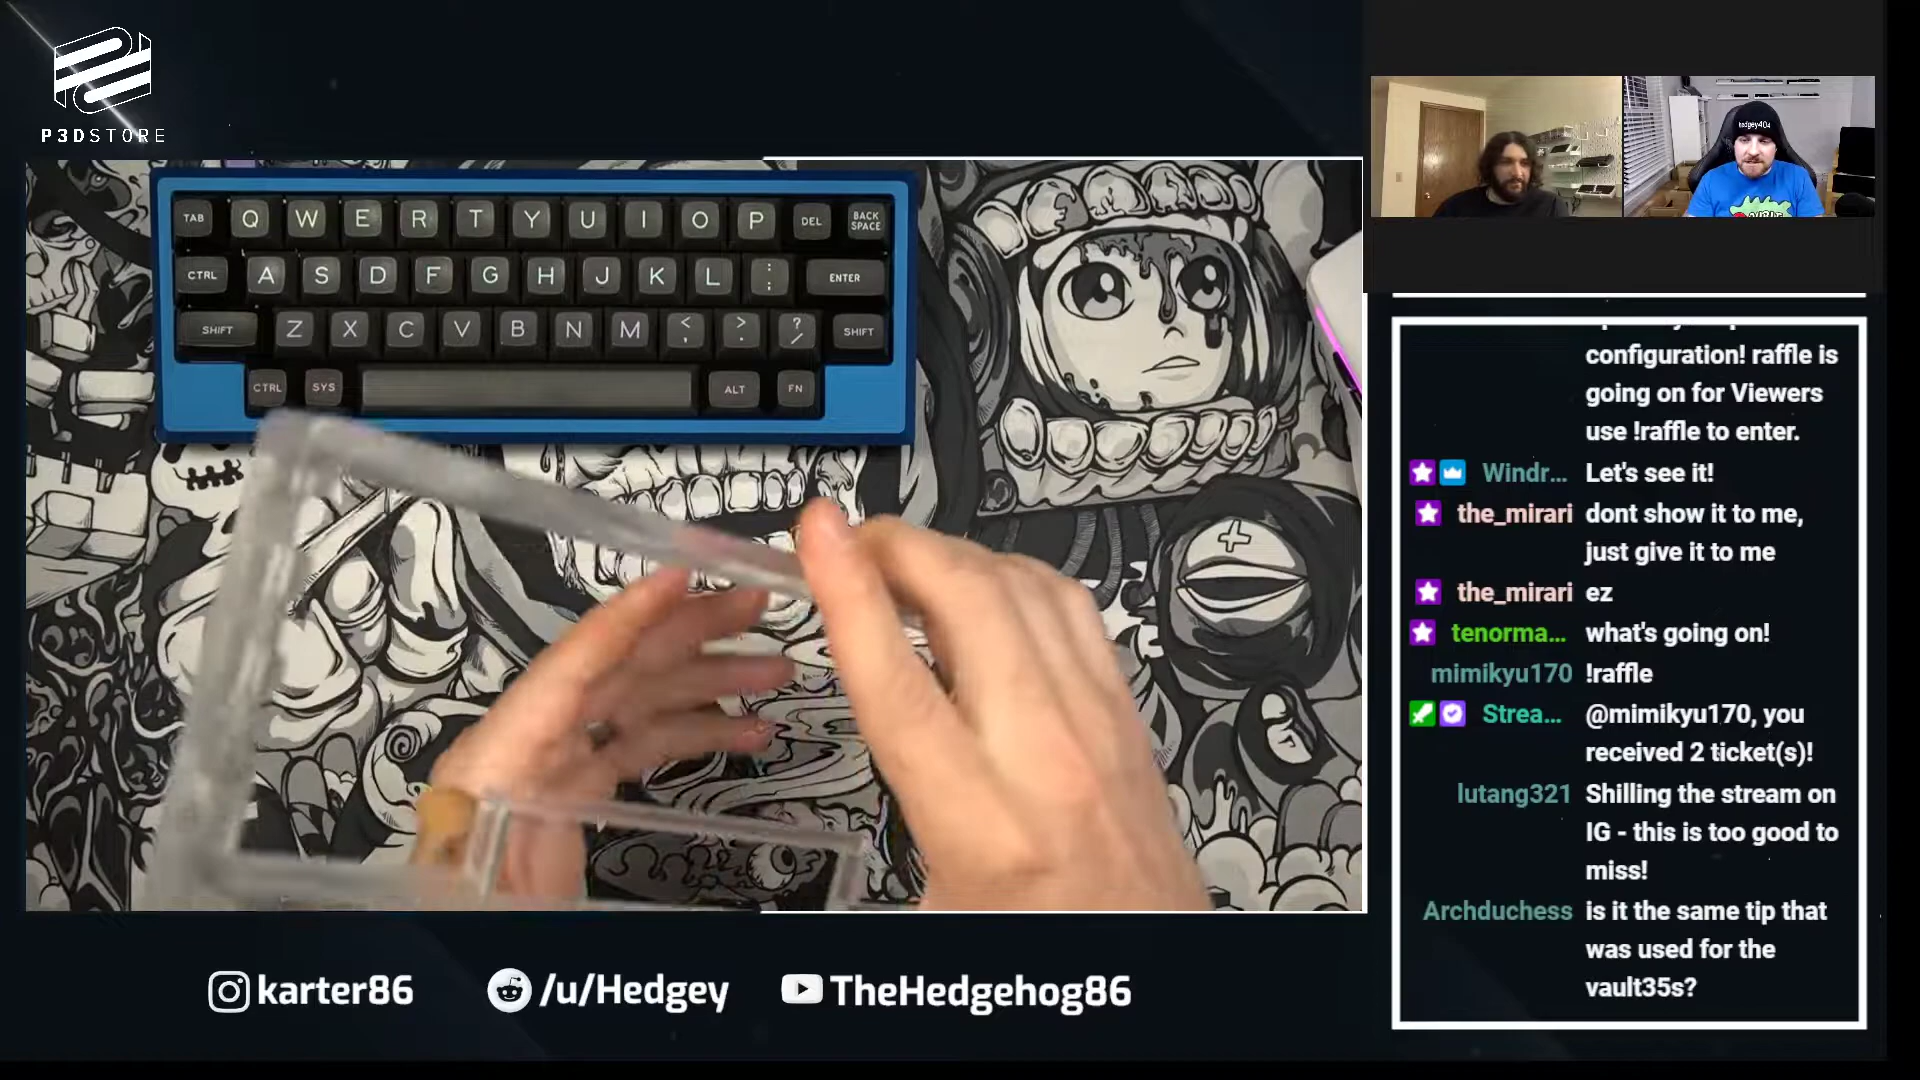 P3DSTORE
hedgey404
TAB Q W E R T Y U I O P DEL BACK SPACE
CTRL A S D F G H J K L : ; ENTER
SHIFT Z X C V B N M < , > . ? / SHIFT
CTRL SYS ALT FN
configuration! raffle is
going on for Viewers
use !raffle to enter.
Windr... Let's see it!
the_mirari dont show it to me,
just give it to me
the_mirari ez
tenorma... what's going on!
mimikyu170 !raffle
Strea... @mimikyu170, you
received 2 ticket(s)!
lutang321 Shilling the stream on
IG - this is too good to
miss!
Archduchess is it the same tip that
was used for the
vault35s?
karter86 /u/Hedgey TheHedgehog86